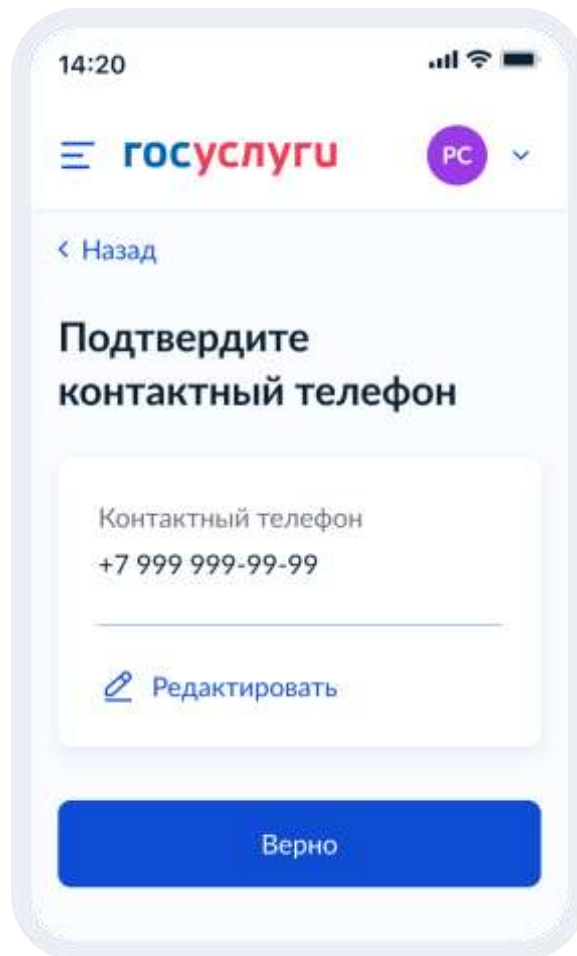 14:20
госуслуги
РС
Назад
Подтвердите
контактный телефон
Контактный телефон
+7 999 999-99-99
Редактировать
Верно